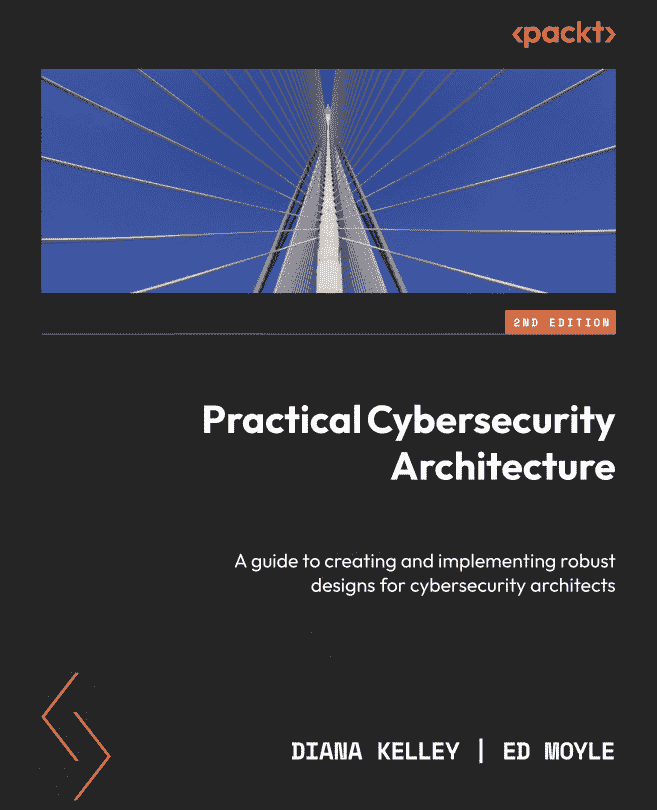 <packt>
2ND EDITION
Practical Cybersecurity
Architecture
A guide to creating and implementing robust
designs for cybersecurity architects
DIANA KELLEY | ED MOYLE